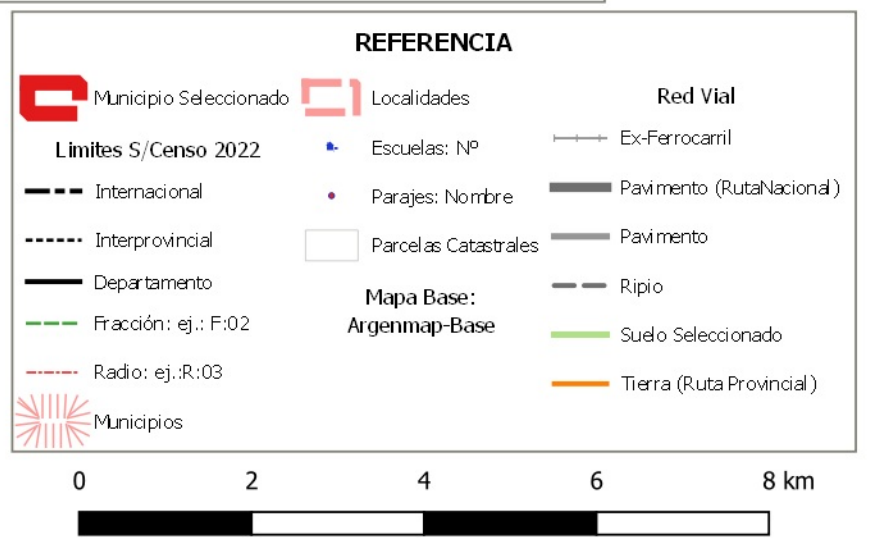 REFERENCIA
Municipio Seleccionado
Limites S/Censo 2022
Internacional
Interprovincial
Departamento
Fracción: ej.: F:02
Radio: ej.:R:03
Municipios
Localidades
Escuelas: Nº
Parajes: Nombre
Parcelas Catastrales
Mapa Base:
Argenmap-Base
Red Vial
Ex-Ferrocarril
Pavimento (RutaNacional)
Pavimento
Ripio
Suelo Seleccionado
Tierra (Ruta Provincial)
0 2 4 6 8 km